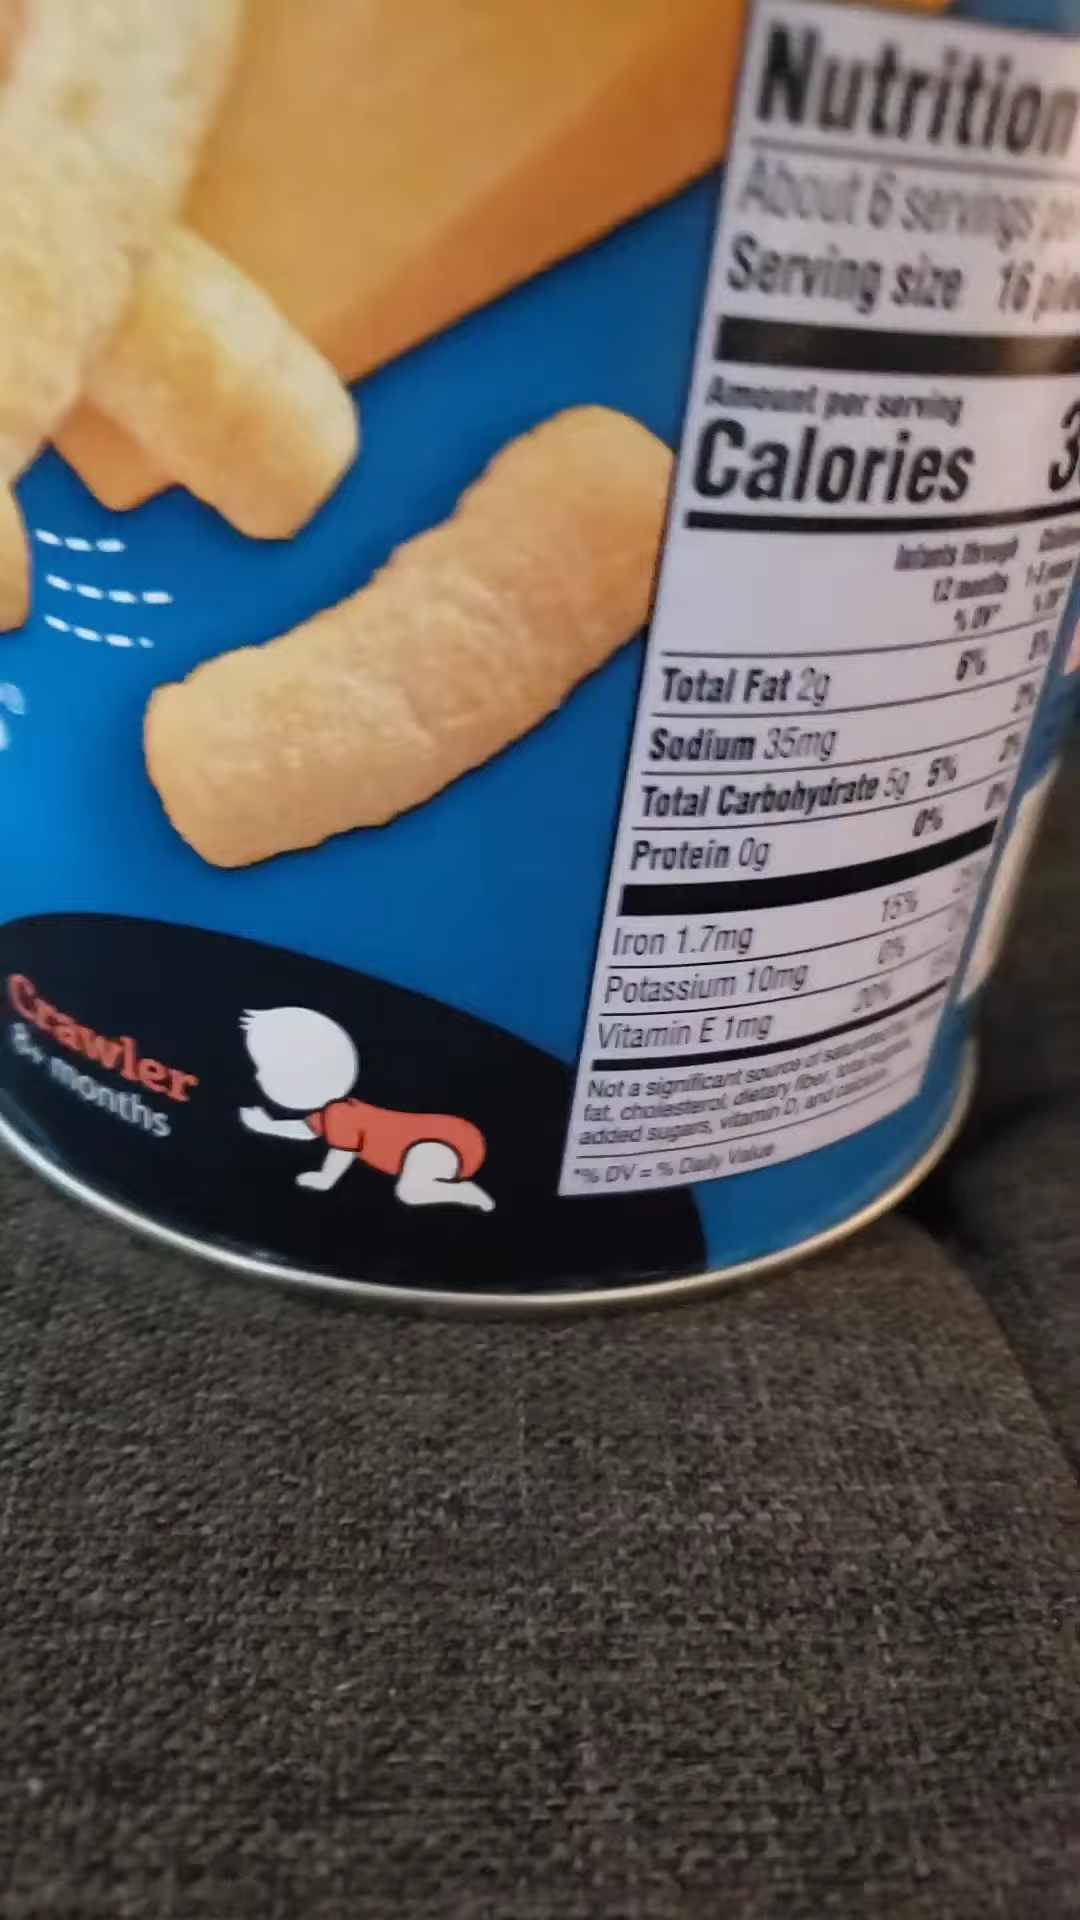 Nutrition
About 6 servings
Serving size 16
Amount per serving
Calories
Infants through
12 months
% DV*
Total Fat 2g 6%
Sodium 35mg
Total Carbohydrate 5g 5%
Protein 0g 0%
Iron 1.7mg 15%
Potassium 10mg 0%
Vitamin E 1mg 20%
Not a significant source of saturated fat,
fat, cholesterol, dietary fiber, total sugars,
added sugars, vitamin D, and calcium.
*% DV = % Daily Value
Crawler
8+ months